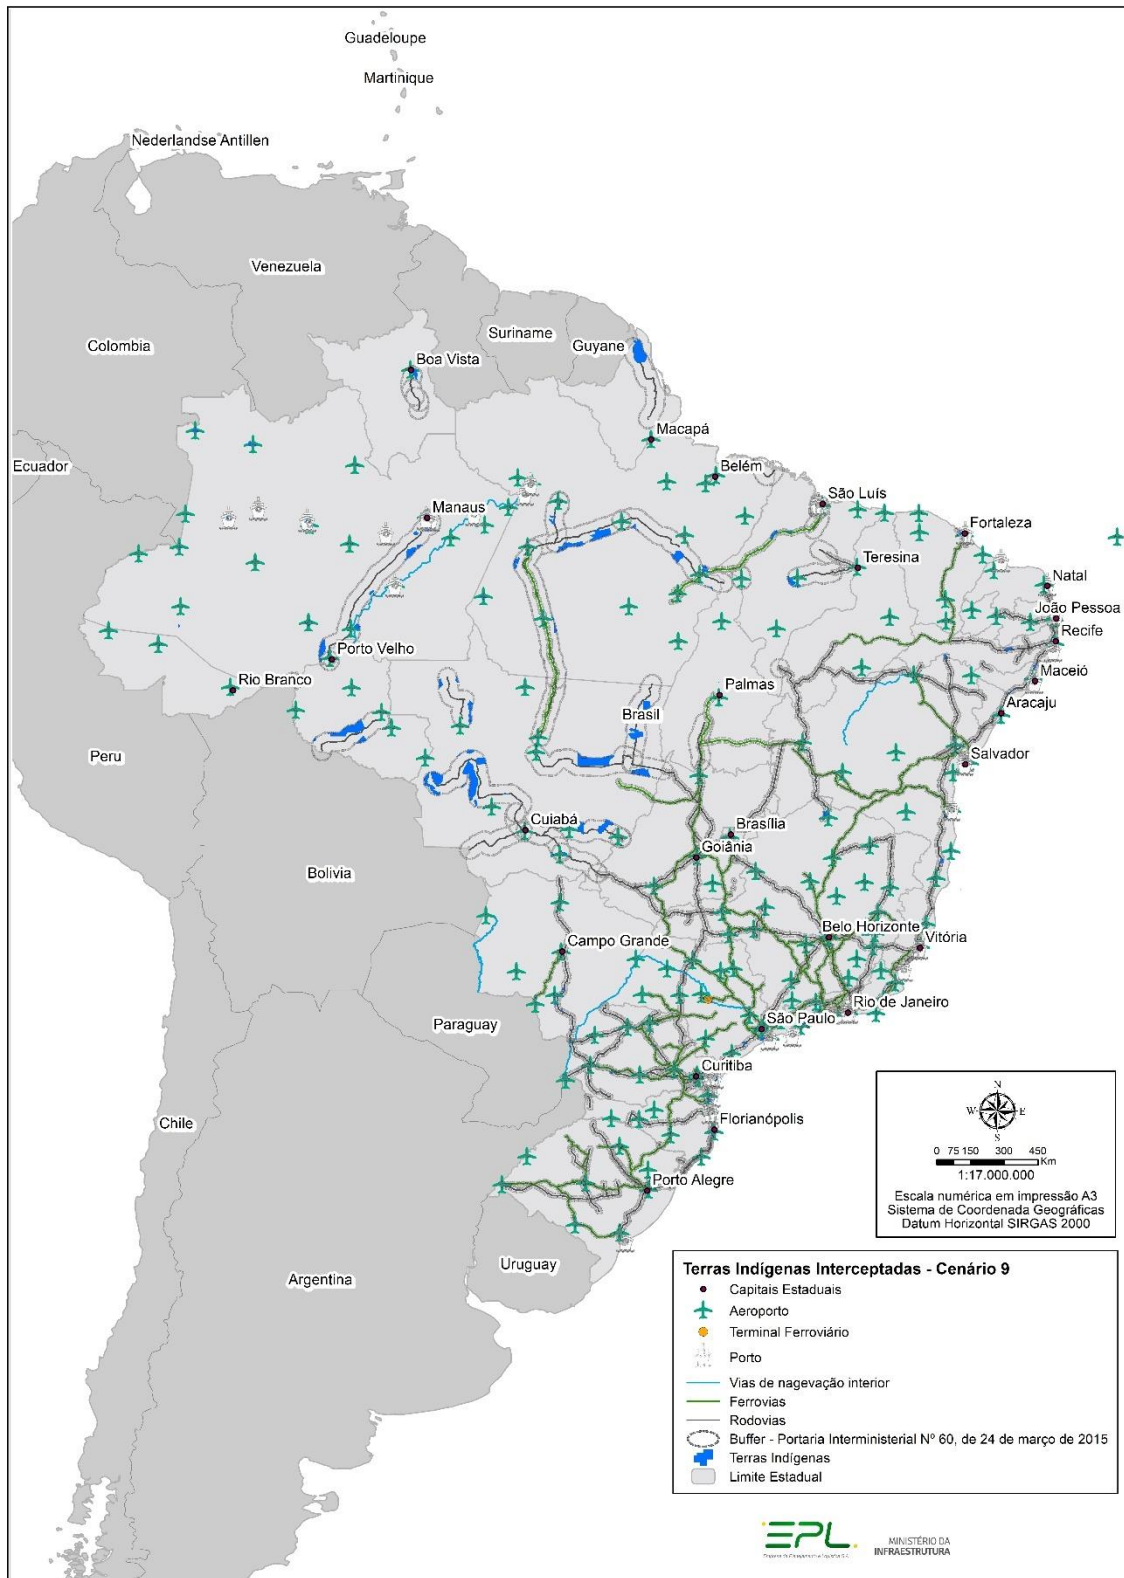 Guadeloupe
Martinique
Nederlandse Antillen
Venezuela
Suriname
Guyane
Colombia
Boa Vista
Macapá
Ecuador
Belém
São Luís
Manaus
Fortaleza
Teresina
Natal
João Pessoa
Recife
Porto Velho
Rio Branco
Palmas
Maceió
Brasil
Aracaju
Peru
Salvador
Cuiabá
Brasília
Goiânia
Bolivia
Campo Grande
Belo Horizonte
Vitória
Rio de Janeiro
São Paulo
Paraguay
Curitiba
Chile
Florianópolis
Porto Alegre
Uruguay
Argentina
N
W
E
S
0 75 150 300 450
Km
1:17.000.000
Escala numérica em impressão A3
Sistema de Coordenada Geográficas
Datum Horizontal SIRGAS 2000
Terras Indígenas Interceptadas - Cenário 9
Capitais Estaduais
Aeroporto
Terminal Ferroviário
Porto
Vias de nagevação interior
Ferrovias
Rodovias
Buffer - Portaria Interministerial Nº 60, de 24 de março de 2015
Terras Indígenas
Limite Estadual
EPL
MINISTÉRIO DA
INFRAESTRUTURA